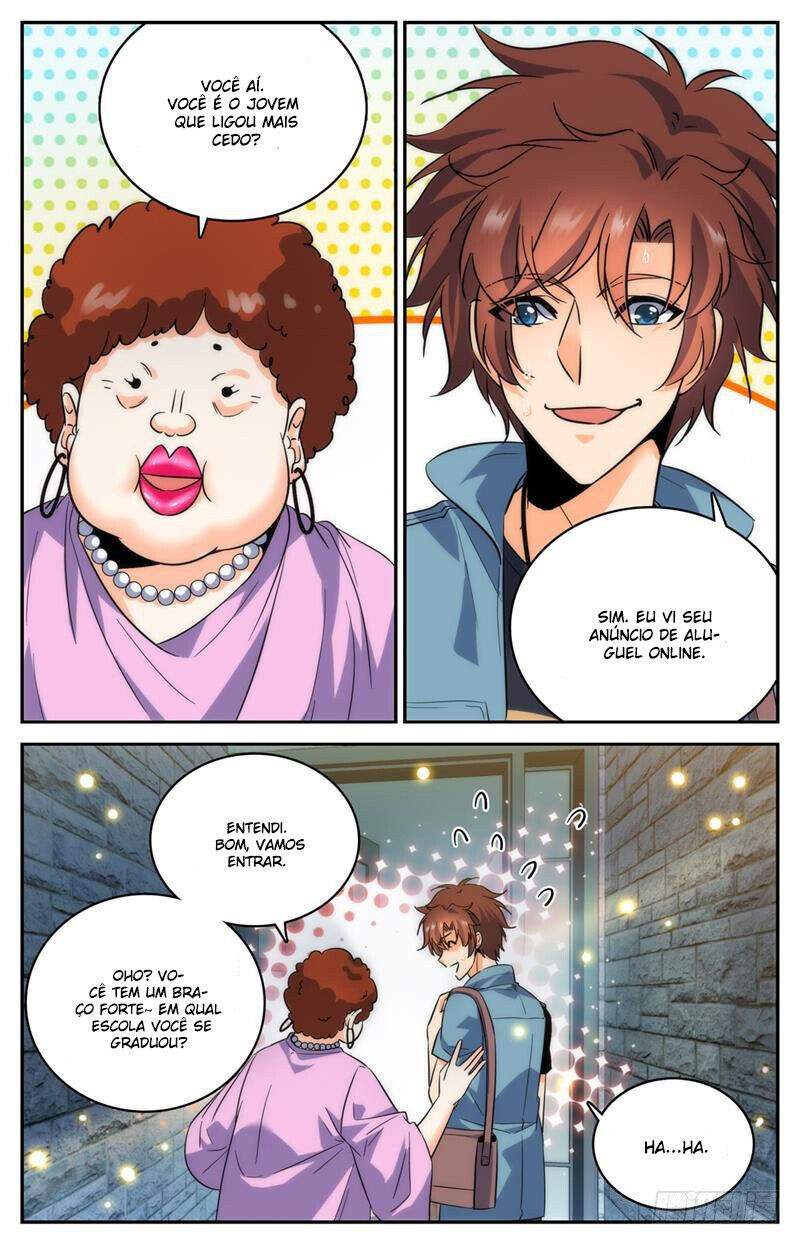 VOCÊ AÍ.
VOCÊ É O JOVEM
QUE LIGOU MAIS
CEDO?
SIM. EU VI SEU
ANÚNCIO DE ALU-
GUEL ONLINE.
ENTENDI.
BOM, VAMOS
ENTRAR.
OHO? VO-
CÊ TEM UM BRA-
ÇO FORTE~ EM QUAL
ESCOLA VOCÊ SE
GRADUOU?
HA...HA.